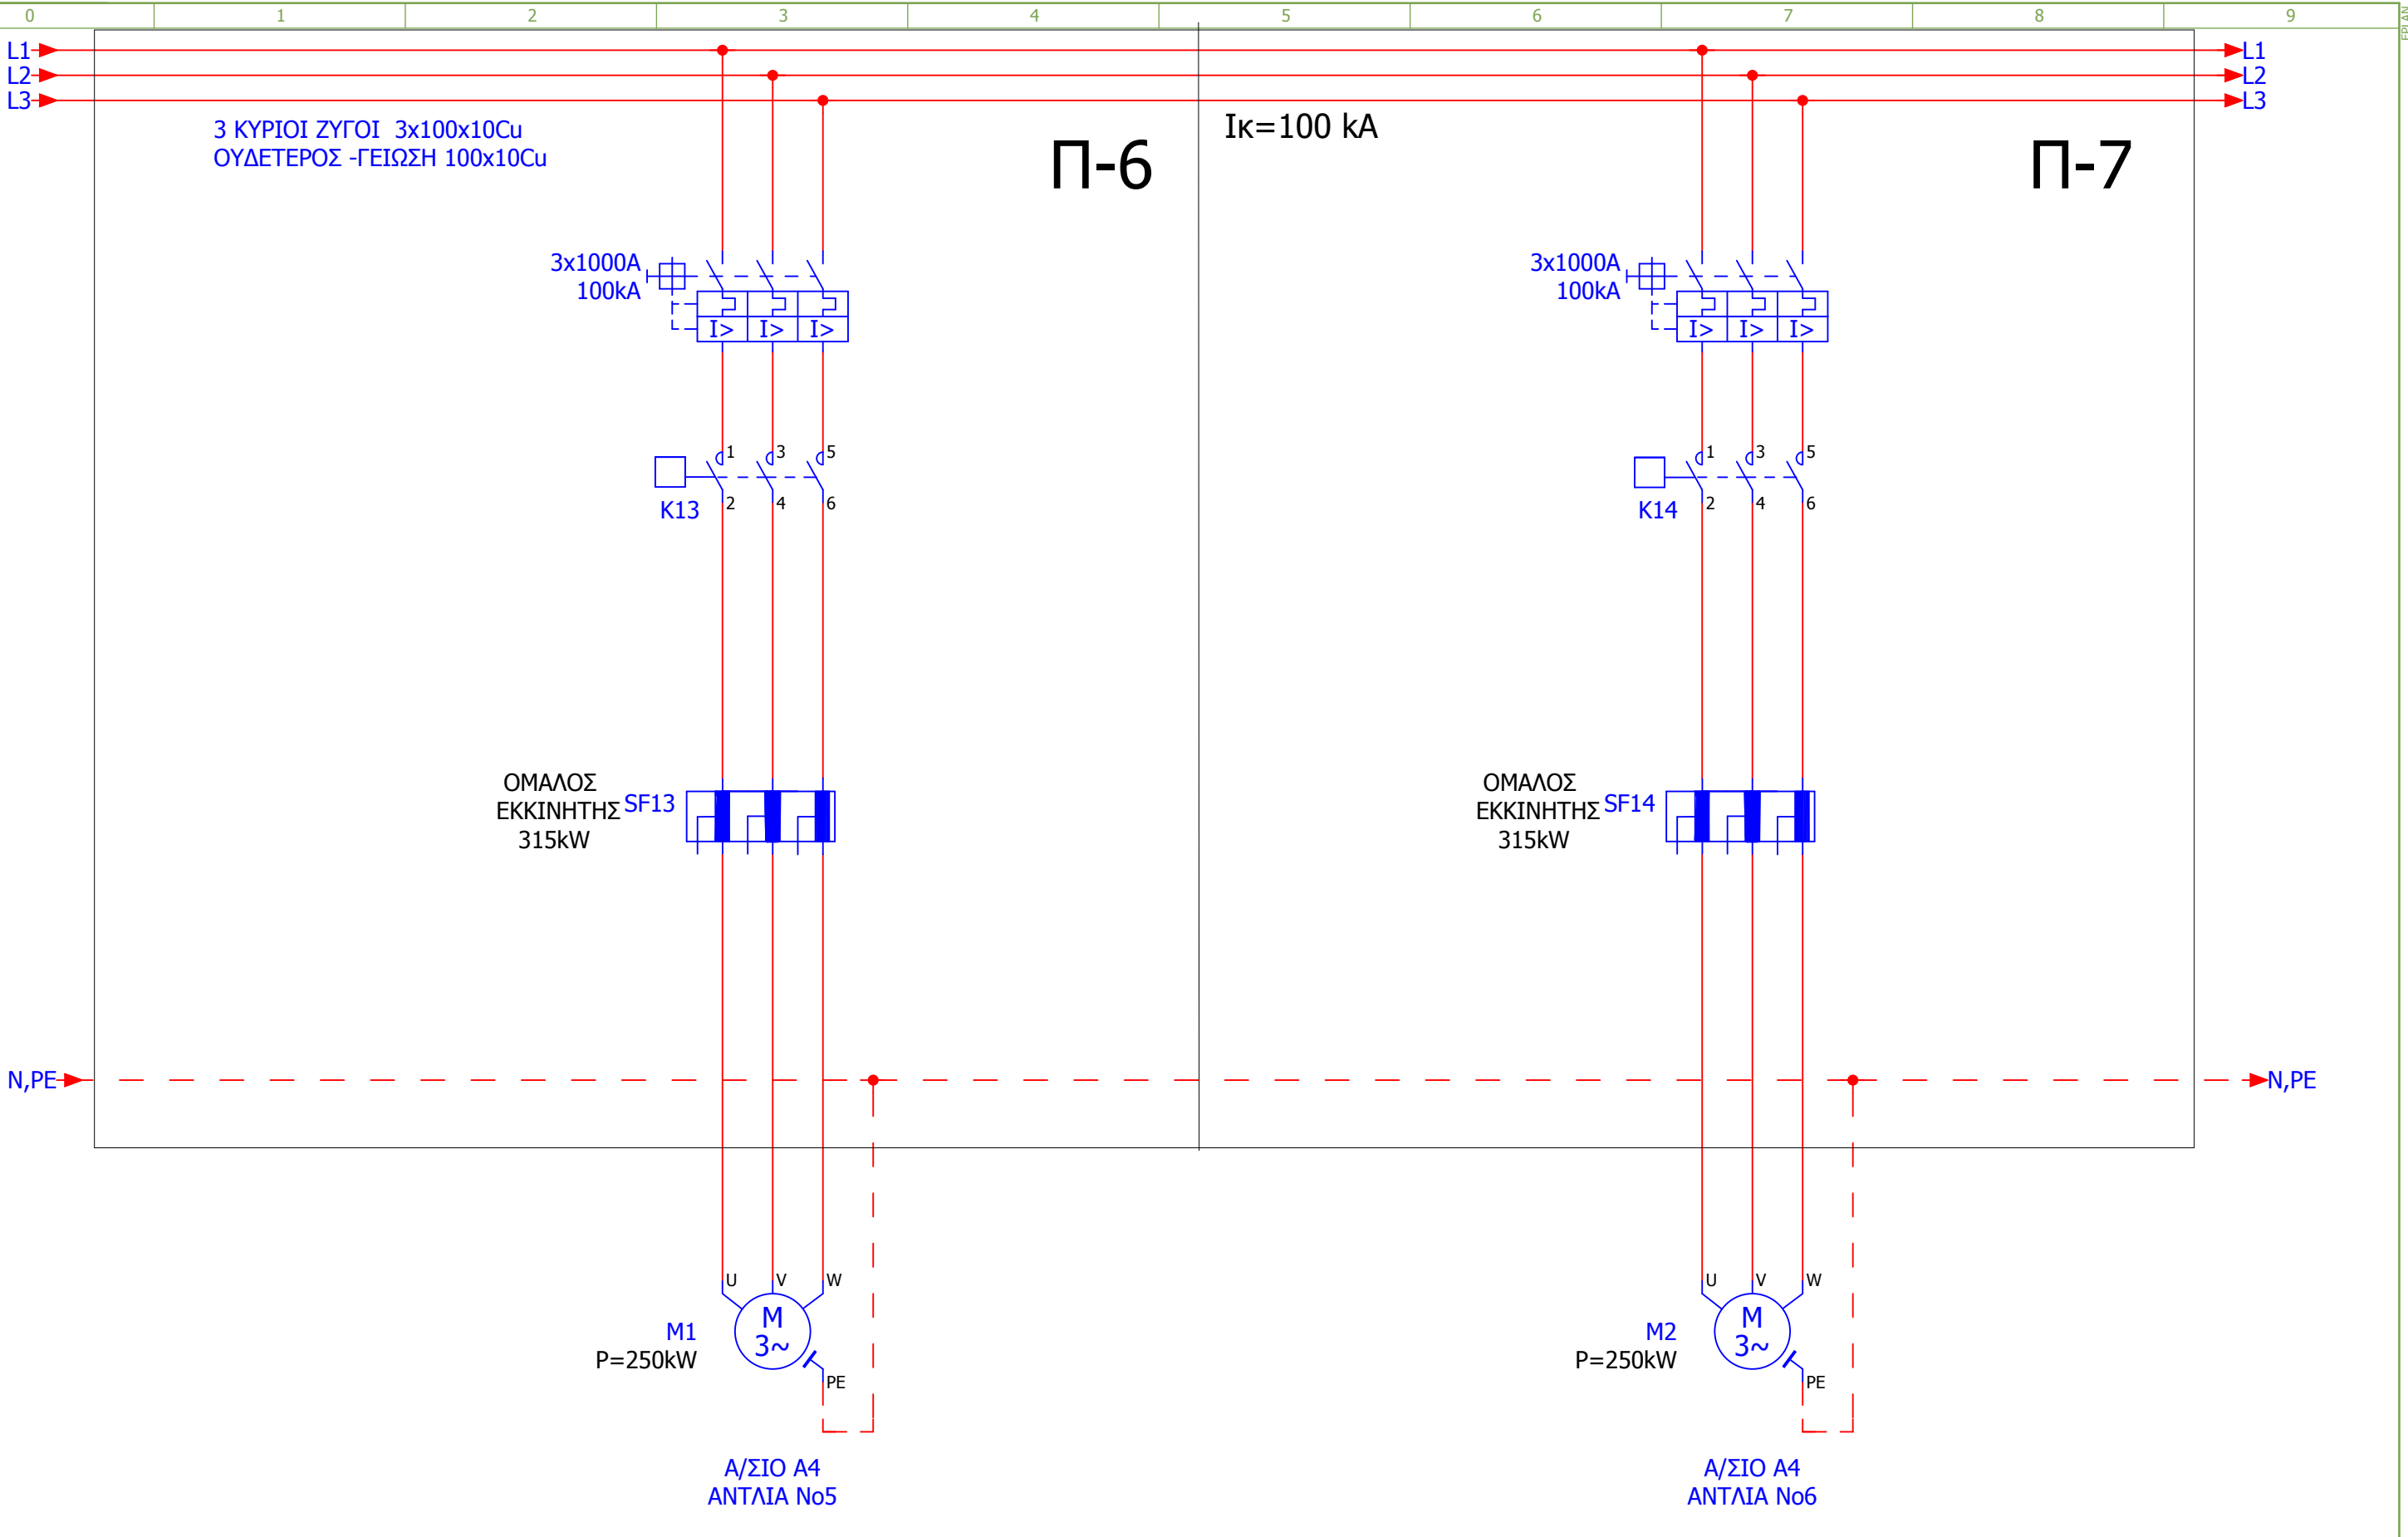 0 1 2 3 4 5 6 7 8 9
EPLAN
L1 L1
L2 L2
L3 L3
3 ΚΥΡΙΟΙ ΖΥΓΟΙ 3x100x10Cu
ΟΥΔΕΤΕΡΟΣ -ΓΕΙΩΣΗ 100x10Cu
Π-6
Ικ=100 kA
Π-7
3x1000A
100kA
I> I> I>
3x1000A
100kA
I> I> I>
1 3 5
K13 2 4 6
1 3 5
K14 2 4 6
ΟΜΑΛΟΣ
ΕΚΚΙΝΗΤΗΣ SF13
315kW
ΟΜΑΛΟΣ
ΕΚΚΙΝΗΤΗΣ SF14
315kW
N,PE N,PE
U V W
M
3~
M1
P=250kW
PE
U V W
M
3~
M2
P=250kW
PE
Α/ΣΙΟ Α4
ΑΝΤΛΙΑ Νο5
Α/ΣΙΟ Α4
ΑΝΤΛΙΑ Νο6